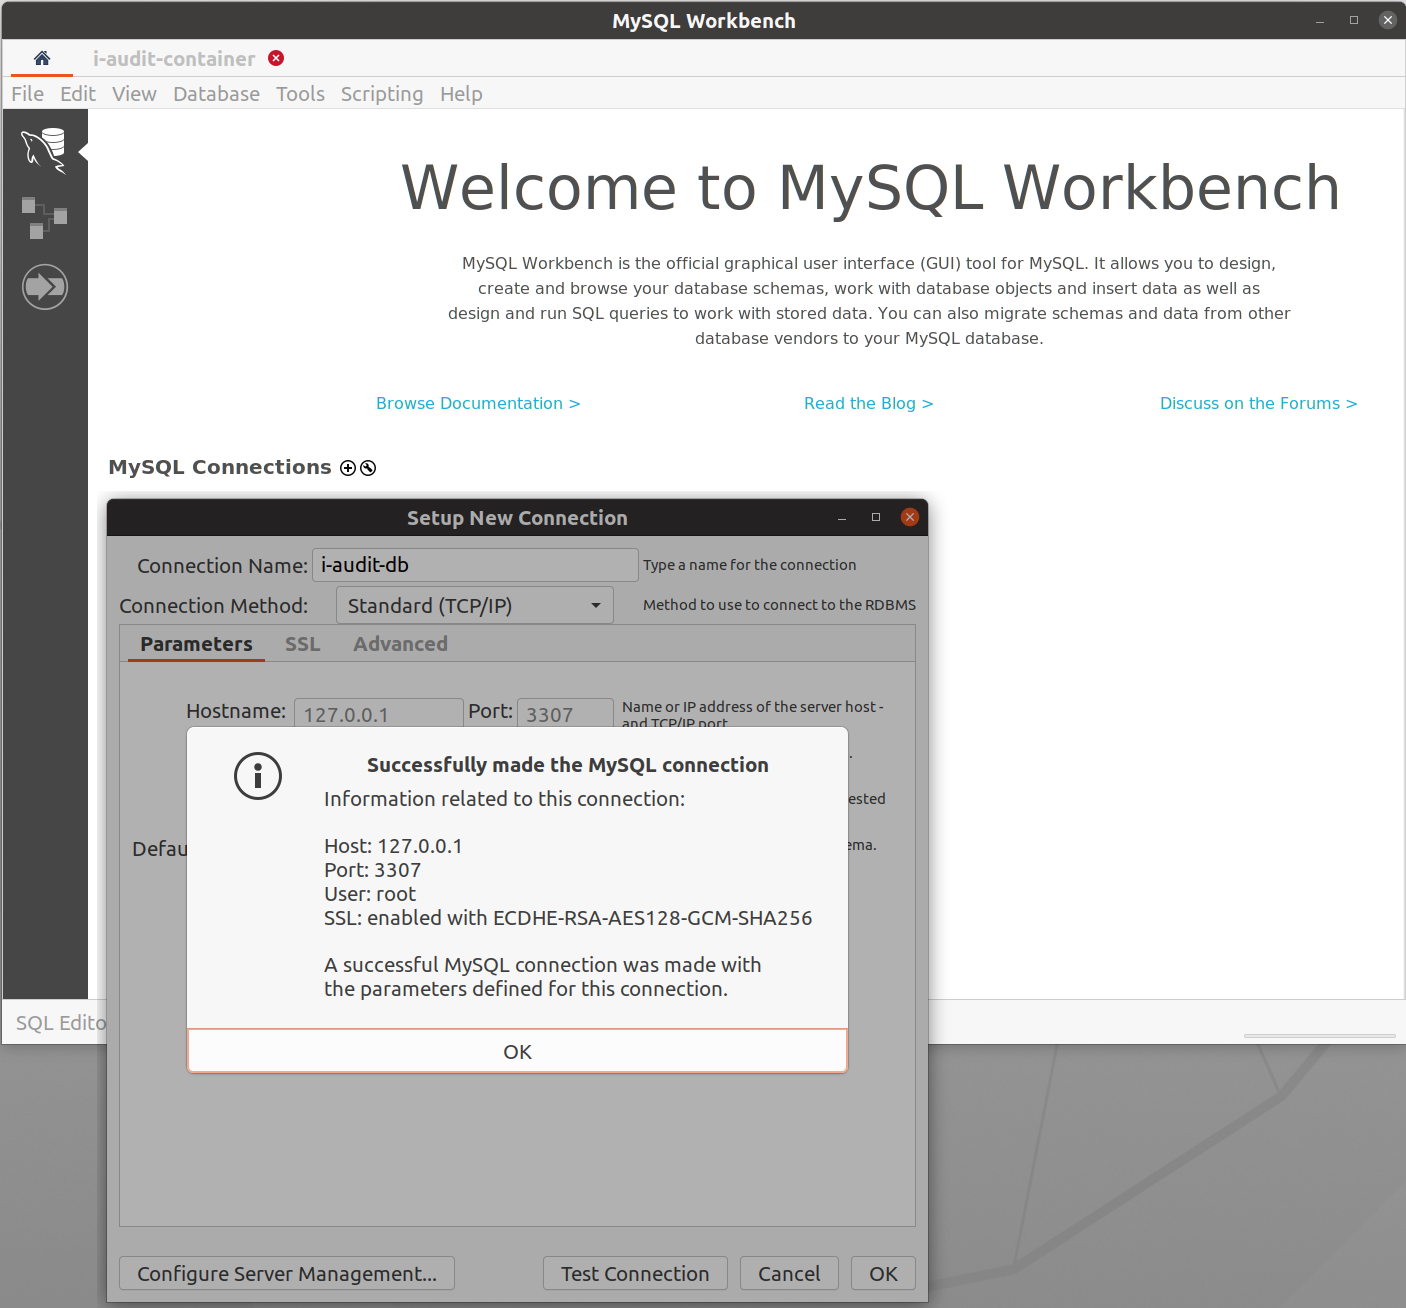 MySQL Workbench
i-audit-container
File Edit View Database Tools Scripting Help
Welcome to MySQL Workbench
MySQL Workbench is the official graphical user interface (GUI) tool for MySQL. It allows you to design,
create and browse your database schemas, work with database objects and insert data as well as
design and run SQL queries to work with stored data. You can also migrate schemas and data from other
database vendors to your MySQL database.
Browse Documentation > Read the Blog > Discuss on the Forums >
MySQL Connections
Setup New Connection
Connection Name: i-audit-db Type a name for the connection
Connection Method: Standard (TCP/IP) Method to use to connect to the RDBMS
Parameters SSL Advanced
Hostname: 127.0.0.1 Port: 3307 Name or IP address of the server host -
and TCP/IP port
.
Successfully made the MySQL connection
Information related to this connection:
ested
Host: 127.0.0.1
Port: 3307
User: root
SSL: enabled with ECDHE-RSA-AES128-GCM-SHA256
Defau
ema.
A successful MySQL connection was made with
the parameters defined for this connection.
OK
SQL Edito
Configure Server Management... Test Connection Cancel OK